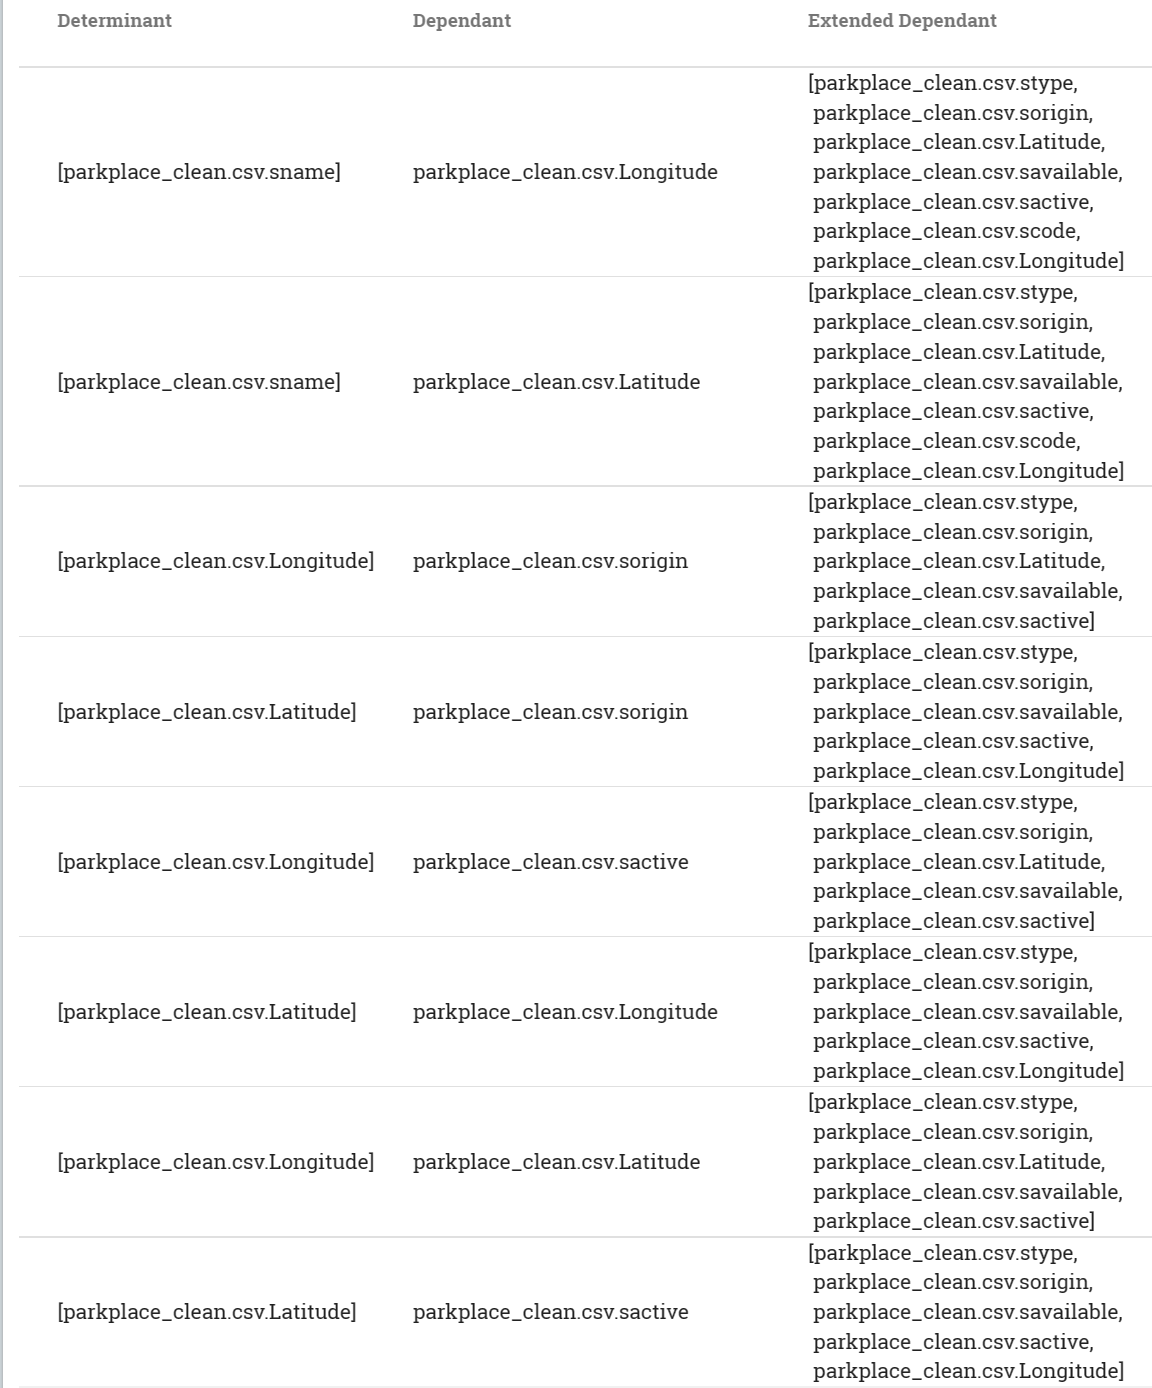 Determinant Dependant Extended Dependant
[parkplace_clean.csv.sname] parkplace_clean.csv.Longitude [parkplace_clean.csv.stype,
parkplace_clean.csv.sorigin,
parkplace_clean.csv.Latitude,
parkplace_clean.csv.savailable,
parkplace_clean.csv.sactive,
parkplace_clean.csv.scode,
parkplace_clean.csv.Longitude]
[parkplace_clean.csv.sname] parkplace_clean.csv.Latitude [parkplace_clean.csv.stype,
parkplace_clean.csv.sorigin,
parkplace_clean.csv.Latitude,
parkplace_clean.csv.savailable,
parkplace_clean.csv.sactive,
parkplace_clean.csv.scode,
parkplace_clean.csv.Longitude]
[parkplace_clean.csv.Longitude] parkplace_clean.csv.sorigin [parkplace_clean.csv.stype,
parkplace_clean.csv.sorigin,
parkplace_clean.csv.Latitude,
parkplace_clean.csv.savailable,
parkplace_clean.csv.sactive]
[parkplace_clean.csv.Latitude] parkplace_clean.csv.sorigin [parkplace_clean.csv.stype,
parkplace_clean.csv.sorigin,
parkplace_clean.csv.savailable,
parkplace_clean.csv.sactive,
parkplace_clean.csv.Longitude]
[parkplace_clean.csv.Longitude] parkplace_clean.csv.sactive [parkplace_clean.csv.stype,
parkplace_clean.csv.sorigin,
parkplace_clean.csv.Latitude,
parkplace_clean.csv.savailable,
parkplace_clean.csv.sactive]
[parkplace_clean.csv.Latitude] parkplace_clean.csv.Longitude [parkplace_clean.csv.stype,
parkplace_clean.csv.sorigin,
parkplace_clean.csv.savailable,
parkplace_clean.csv.sactive,
parkplace_clean.csv.Longitude]
[parkplace_clean.csv.Longitude] parkplace_clean.csv.Latitude [parkplace_clean.csv.stype,
parkplace_clean.csv.sorigin,
parkplace_clean.csv.Latitude,
parkplace_clean.csv.savailable,
parkplace_clean.csv.sactive]
[parkplace_clean.csv.Latitude] parkplace_clean.csv.sactive [parkplace_clean.csv.stype,
parkplace_clean.csv.sorigin,
parkplace_clean.csv.savailable,
parkplace_clean.csv.sactive,
parkplace_clean.csv.Longitude]